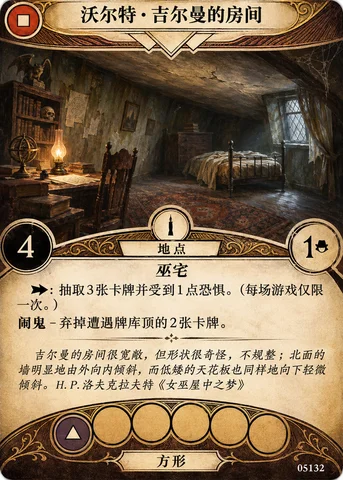 沃尔特·吉尔曼的房间
4
地点
1
巫宅
：抽取3张卡牌并受到1点恐惧。（每场游戏仅限
一次。）
闹鬼 – 弃掉遭遇牌库顶的2张卡牌。
吉尔曼的房间很宽敞，但形状很奇怪，不规整；北面的
墙明显地由外向内倾斜，而低矮的天花板也同样地向下轻微
倾斜。H.P.洛夫克拉夫特《女巫屋中之梦》
方形
05132